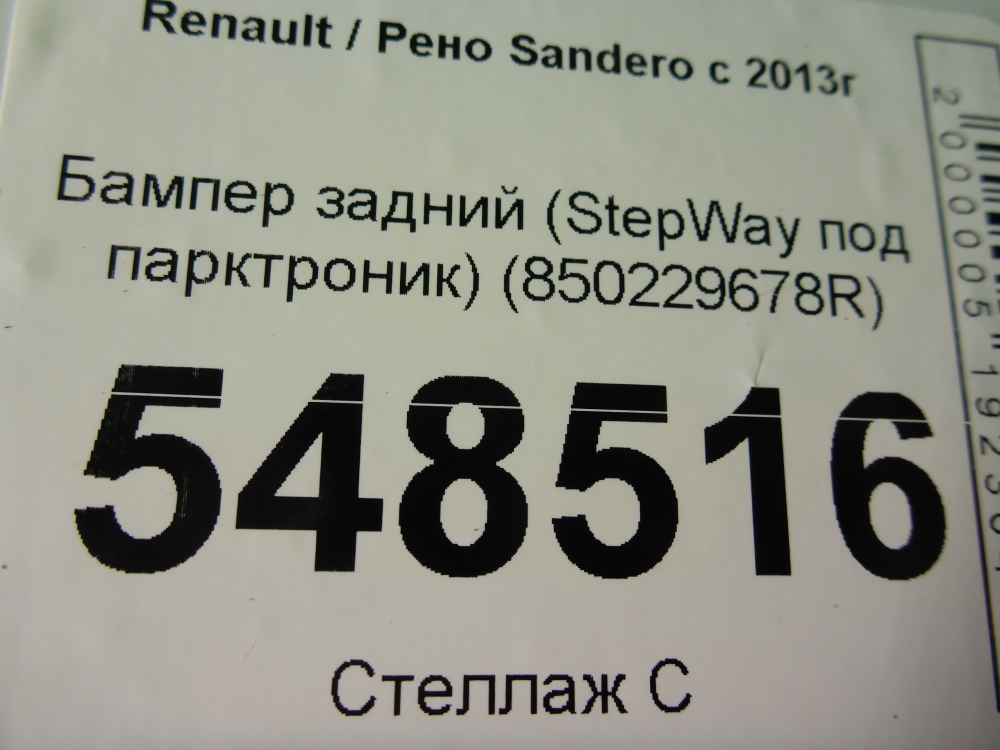 Renault / Рено Sandero с 2013г
Бампер задний (StepWay под
парктроник) (850229678R)
548516
Стеллаж С